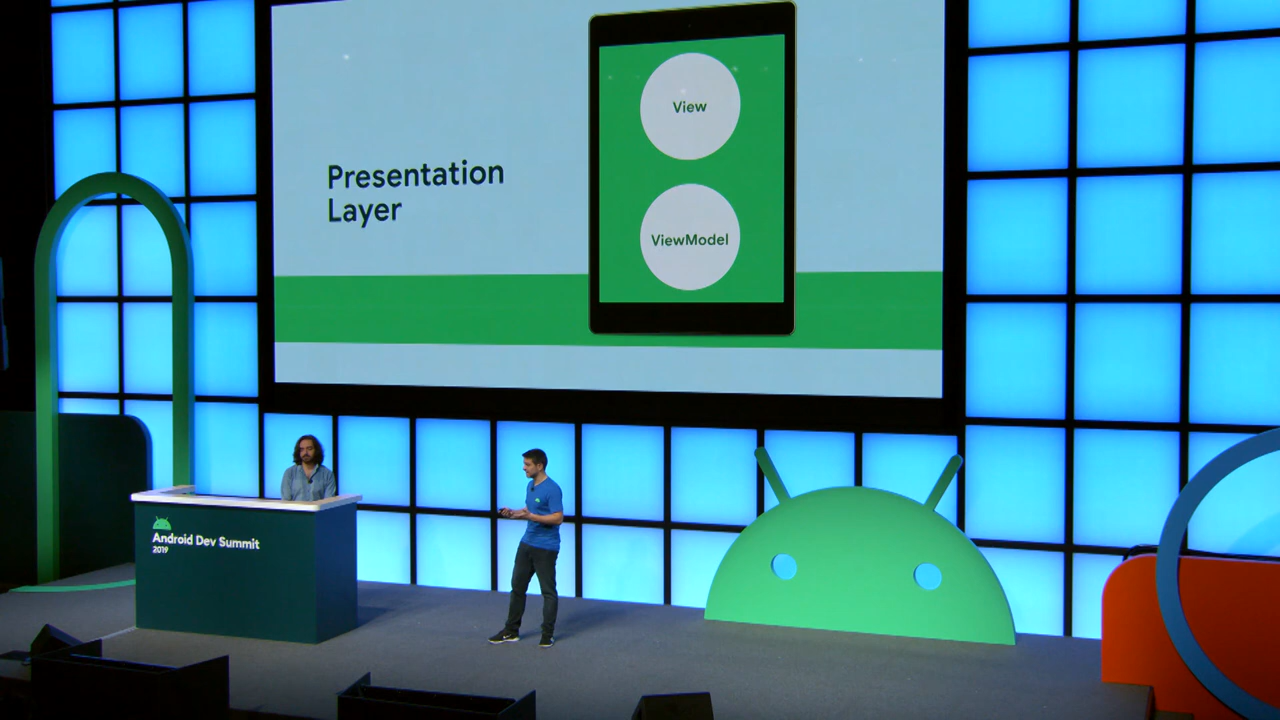 Presentation
Layer
View
ViewModel
Android Dev Summit
2019